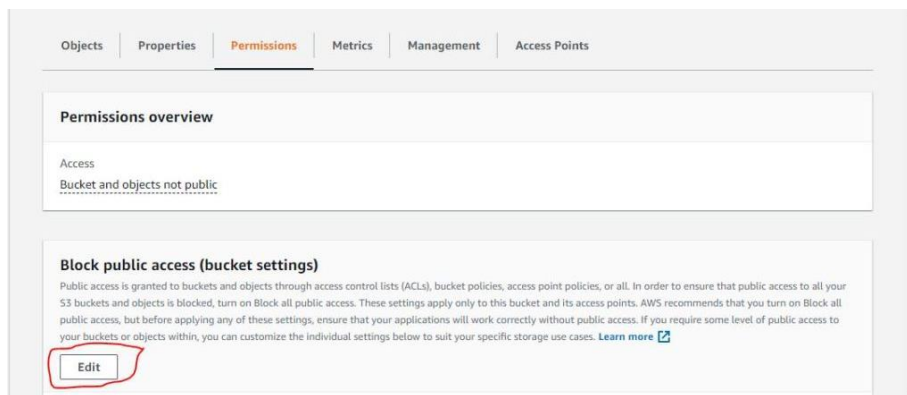 Objects Properties Permissions Metrics Management Access Points
Permissions overview
Access
Bucket and objects not public
Block public access (bucket settings)
Public access is granted to buckets and objects through access control lists (ACLs), bucket policies, access point policies, or all. In order to ensure that public access to all your
S3 buckets and objects is blocked, turn on Block all public access. These settings apply only to this bucket and its access points. AWS recommends that you turn on Block all
public access, but before applying any of these settings, ensure that your applications will work correctly without public access. If you require some level of public access to
your buckets or objects within, you can customize the individual settings below to suit your specific storage use cases. Learn more
Edit